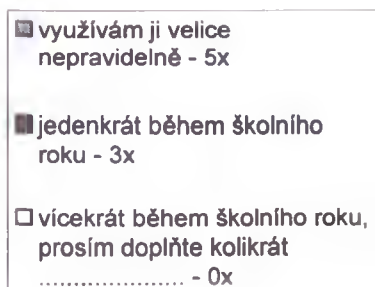 využívám ji velice
nepravidelně - 5x
jedenkrát během školního
roku - 3x
vícekrát během školního roku,
prosím doplňte kolikrát
..................... - 0x